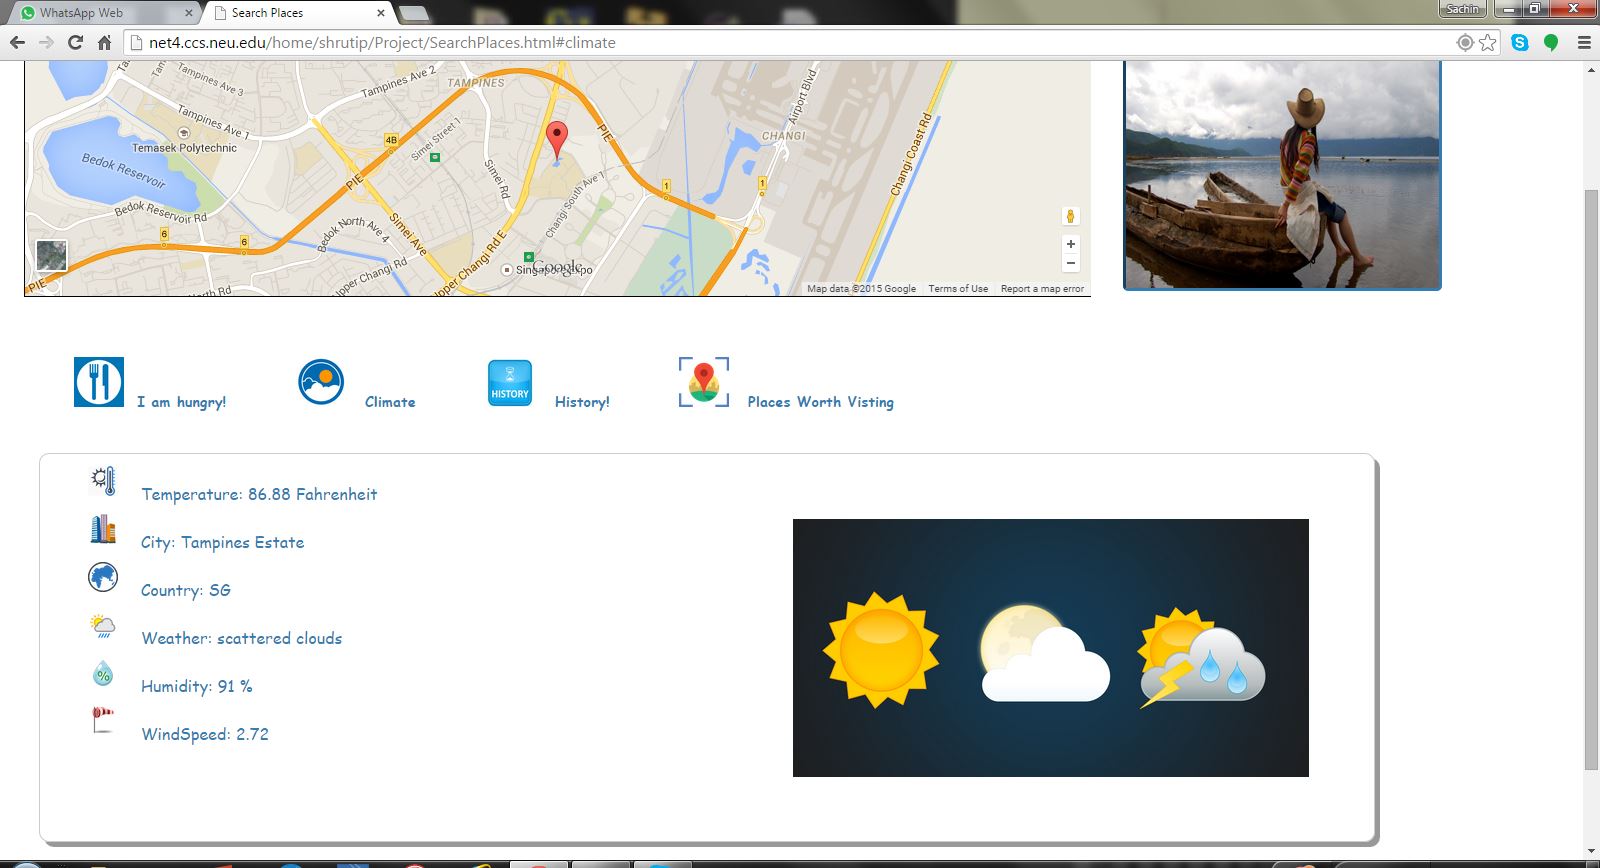 WhatsApp Web
Search Places
Sachin
net4.ccs.neu.edu/home/shrutip/Project/SearchPlaces.html#climate
Tampines Ave 2
TAMPINES
Tampines Ave 3
Tampines Ave 1
Temasek Polytechnic
Bedok Reservoir
Bedok Reservoir Rd
4B
PIE
Simei Street 1
Simei Rd
PIE
Simei Ave
Changi South Ave 1
Airport Blvd
CHANGI
Changi Coast Rd
1
1
6
6
Bedok North Ave 4
Upper Changi Rd E
Upper Changi Rd
North Rd
PIE
Singapore Expo
Google
+
−
Map data ©2015 Google Terms of Use Report a map error
I am hungry!
Climate
HISTORY
History!
Places Worth Visting
Temperature: 86.88 Fahrenheit
City: Tampines Estate
Country: SG
Weather: scattered clouds
%
Humidity: 91 %
WindSpeed: 2.72